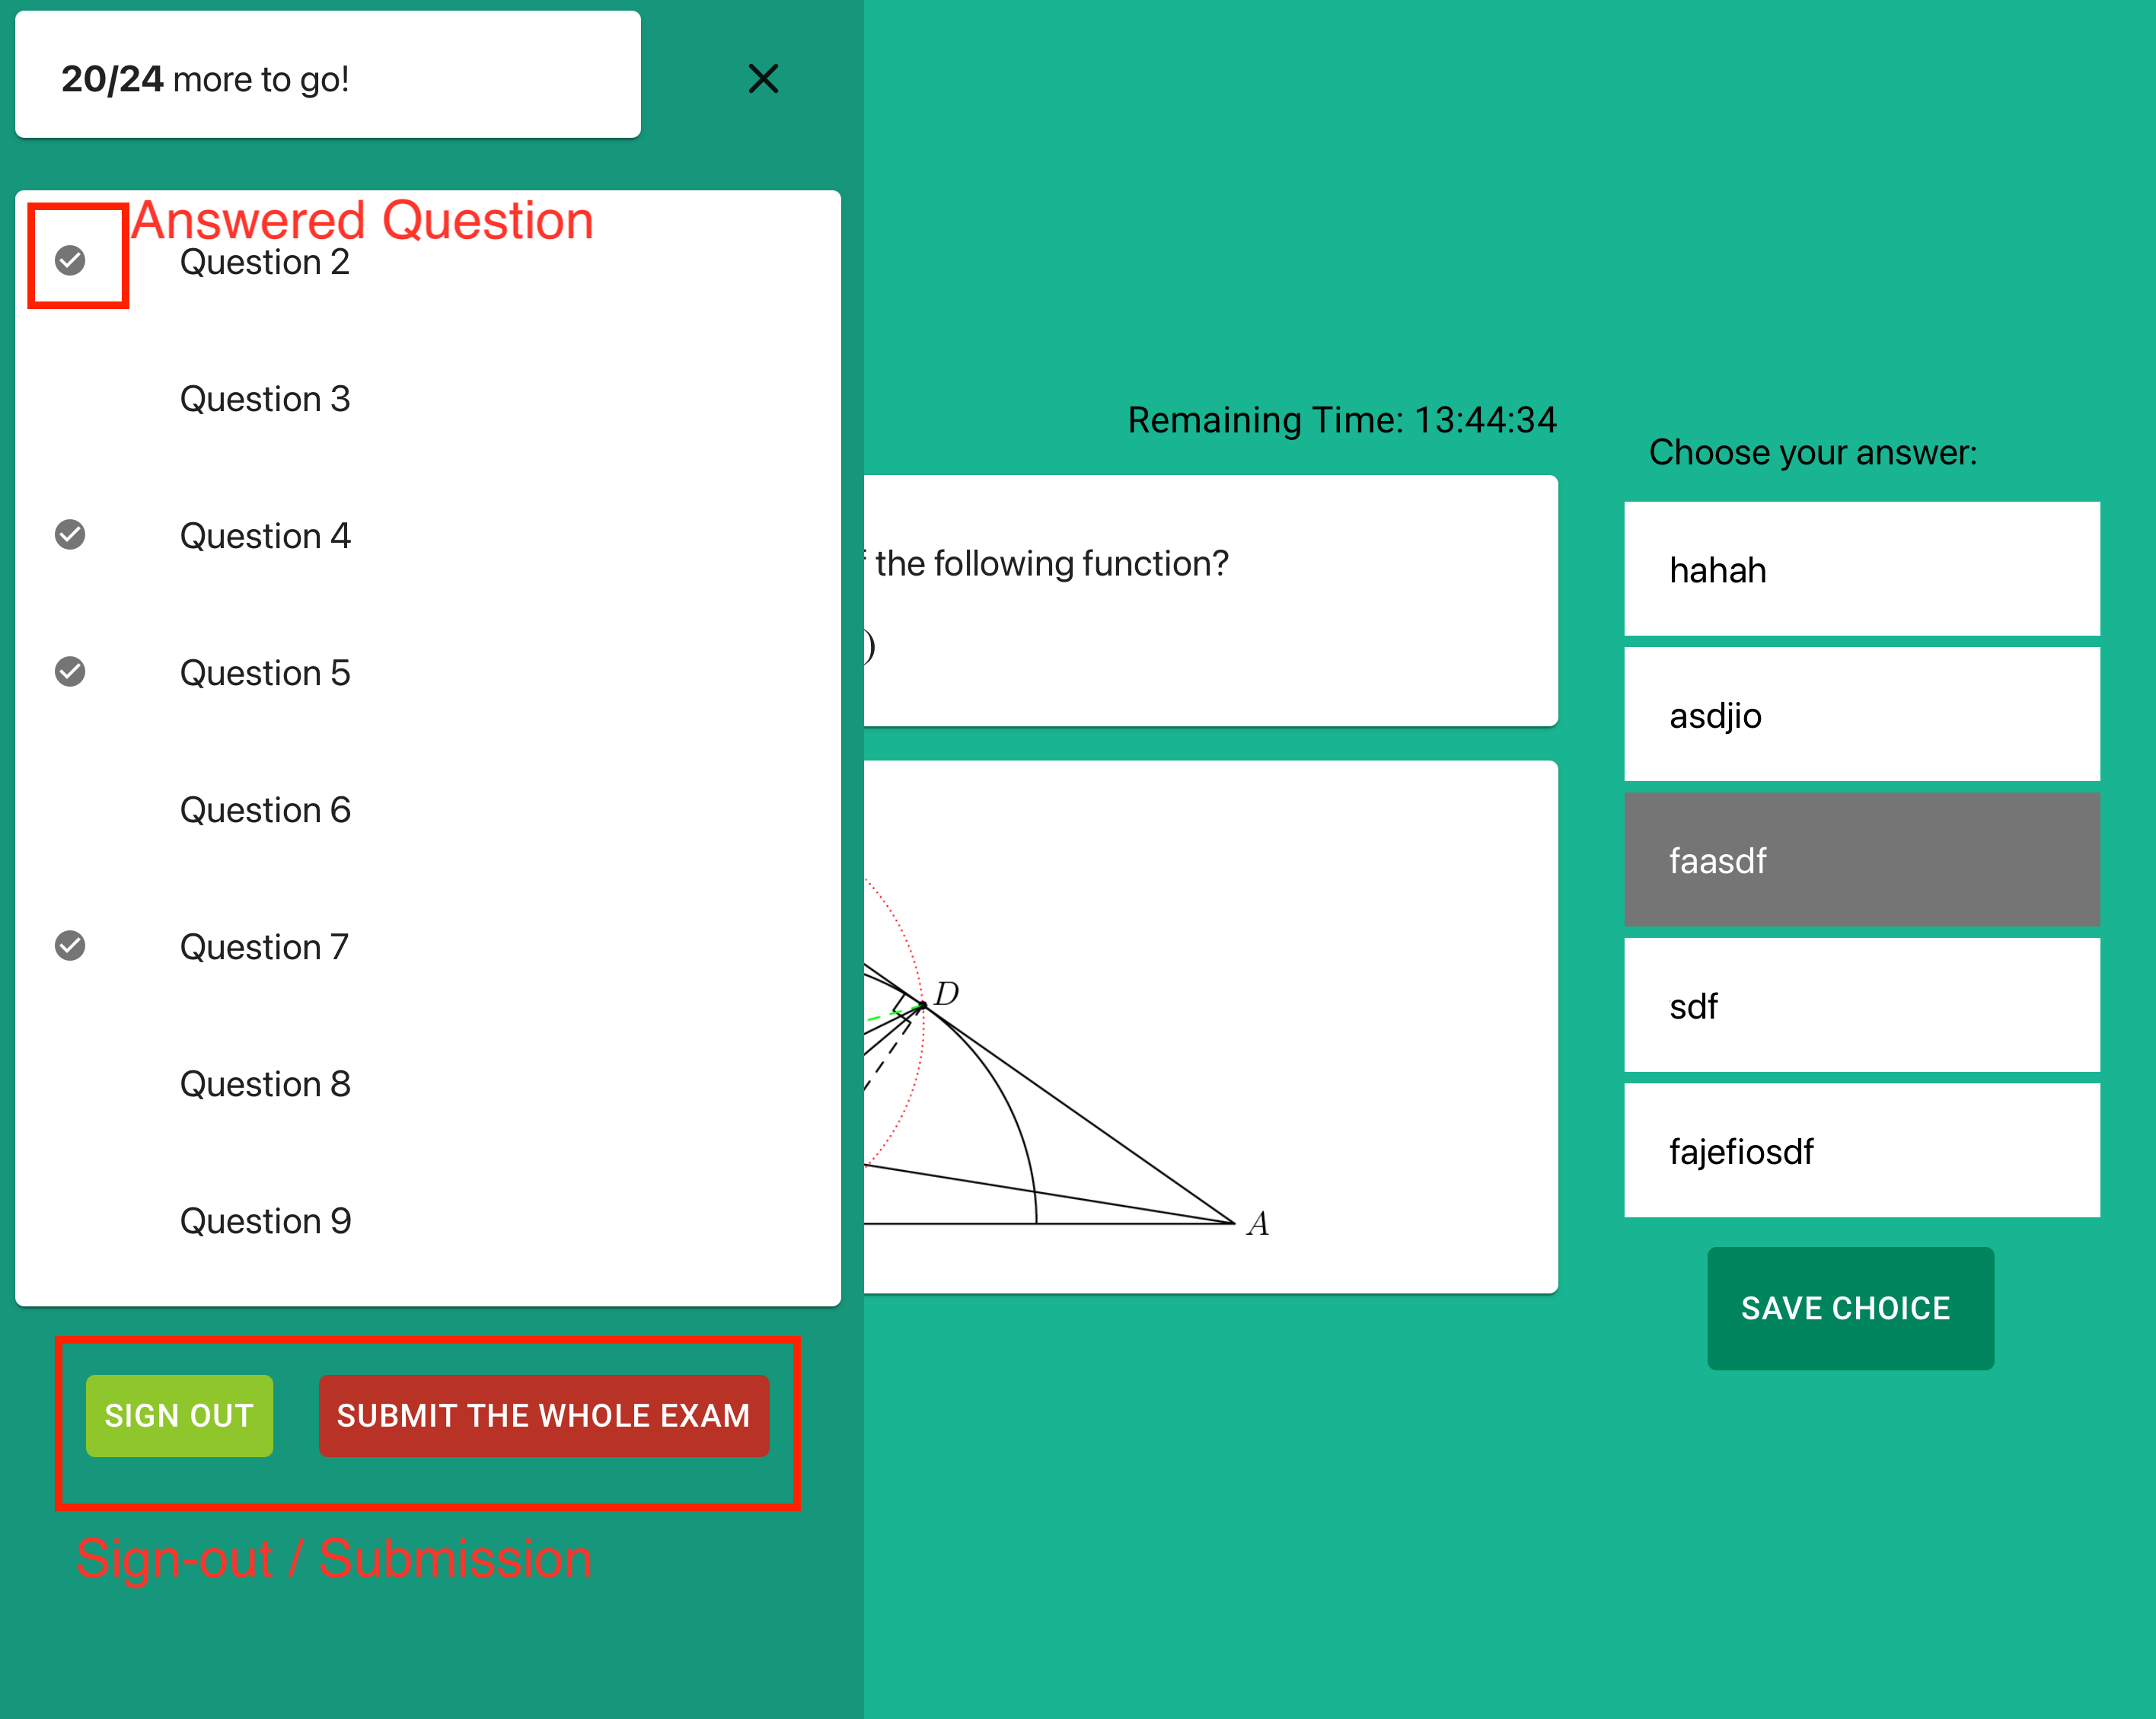 20/24 more to go!
Answered Question
Question 2
Question 3
Question 4
Question 5
Question 6
Question 7
Question 8
Question 9
SIGN OUT
SUBMIT THE WHOLE EXAM
Sign-out / Submission
Remaining Time: 13:44:34
the following function?
)
D
A
Choose your answer:
hahah
asdjio
faasdf
sdf
fajefiosdf
SAVE CHOICE